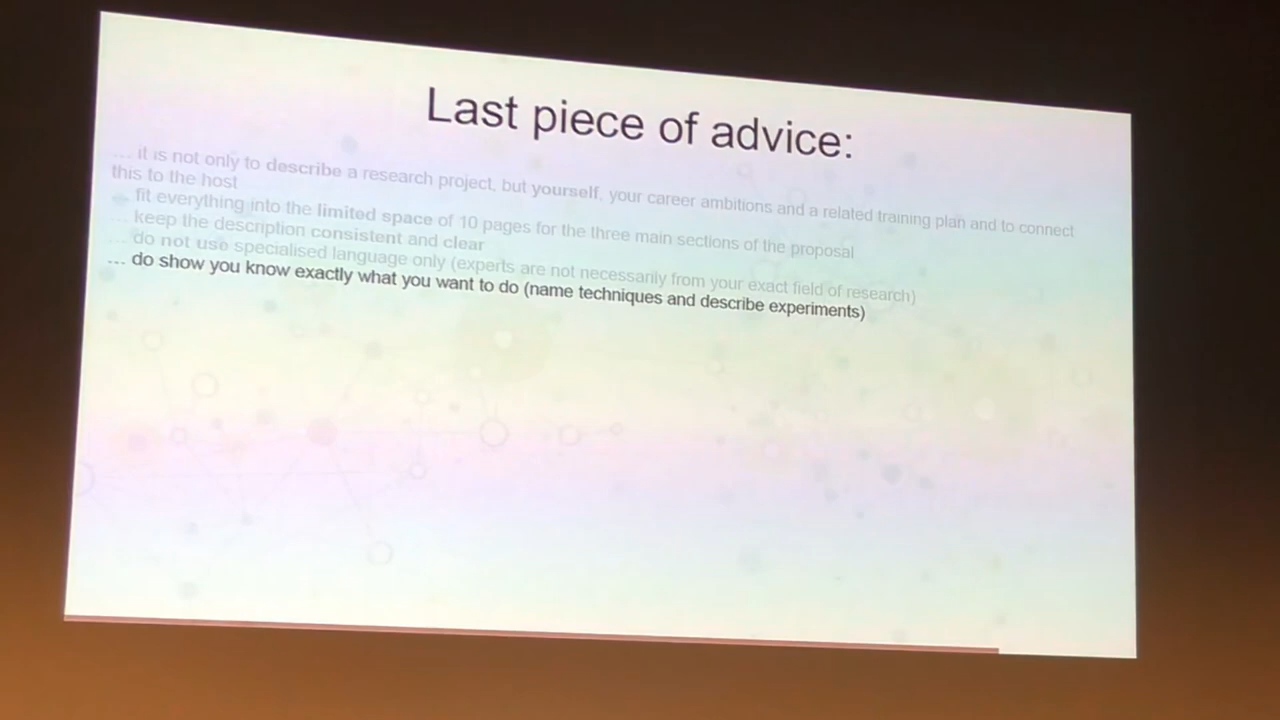 Last piece of advice:
... it is not only to describe a research project, but yourself, your career ambitions and a related training plan and to connect
this to the host
... fit everything into the limited space of 10 pages for the three main sections of the proposal
... keep the description consistent and clear
... do not use specialised language only (experts are not necessarily from your exact field of research)
... do show you know exactly what you want to do (name techniques and describe experiments)